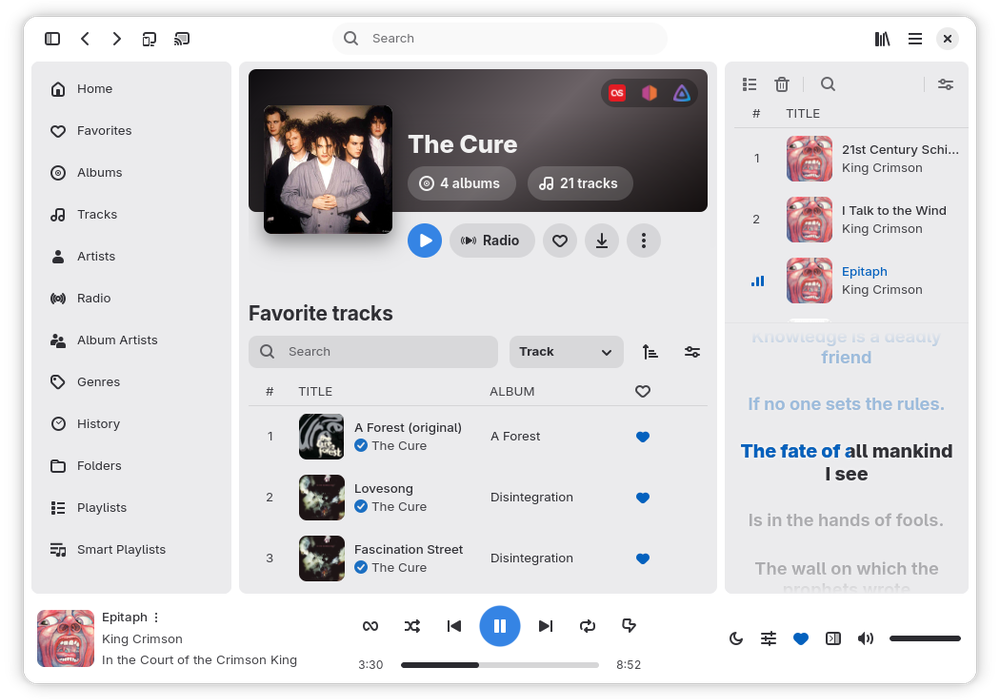 Search
Home
Favorites
Albums
Tracks
Artists
Radio
Album Artists
Genres
History
Folders
Playlists
Smart Playlists
The Cure
4 albums
21 tracks
Radio
Favorite tracks
Search
Track
# TITLE ALBUM
1 A Forest (original) A Forest
The Cure
2 Lovesong Disintegration
The Cure
3 Fascination Street Disintegration
The Cure
# TITLE
1 21st Century Schi...
King Crimson
2 I Talk to the Wind
King Crimson
Epitaph
King Crimson
Knowledge is a deadly
friend
If no one sets the rules.
The fate of all mankind
I see
Is in the hands of fools.
The wall on which the
prophets wrote
Epitaph
King Crimson
In the Court of the Crimson King
3:30
8:52